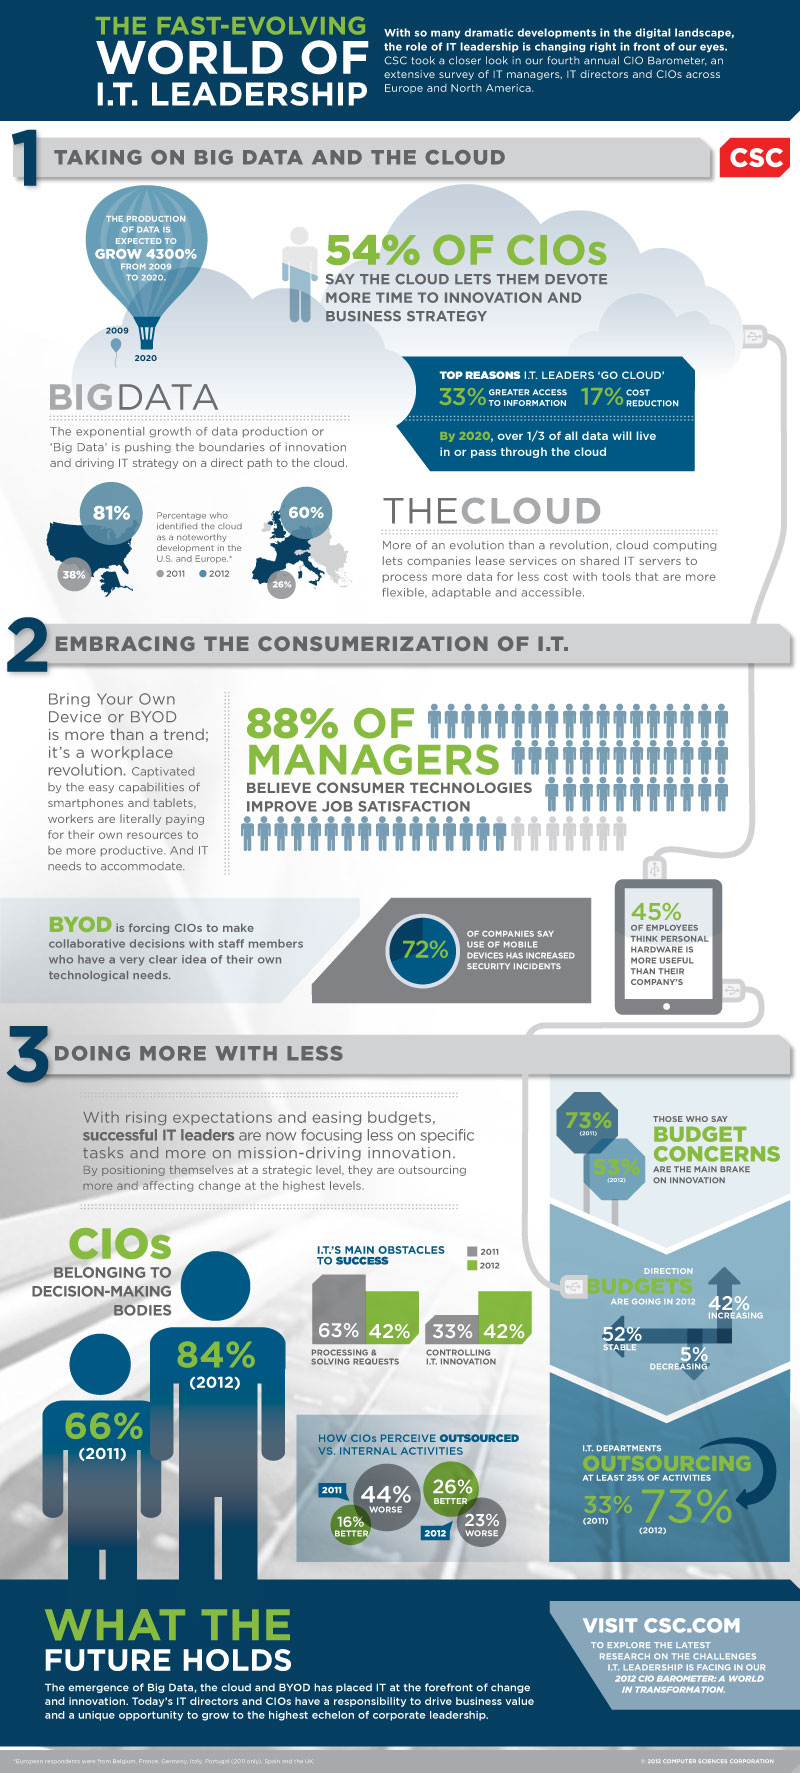 THE FAST-EVOLVING
WORLD OF
I.T. LEADERSHIP
With so many dramatic developments in the digital landscape,
the role of IT leadership is changing right in front of our eyes.
CSC took a closer look in our fourth annual CIO Barometer, an
extensive survey of IT managers, IT directors and CIOs across
Europe and North America.
1 TAKING ON BIG DATA AND THE CLOUD
CSC
THE PRODUCTION
OF DATA IS
EXPECTED TO
GROW 4300%
FROM 2009
TO 2020.
2009
2020
54% OF CIOs
SAY THE CLOUD LETS THEM DEVOTE
MORE TIME TO INNOVATION AND
BUSINESS STRATEGY
TOP REASONS I.T. LEADERS 'GO CLOUD'
33% GREATER ACCESS
TO INFORMATION
17% COST
REDUCTION
By 2020, over 1/3 of all data will live
in or pass through the cloud
BIGDATA
The exponential growth of data production or
'Big Data' is pushing the boundaries of innovation
and driving IT strategy on a direct path to the cloud.
81%
38%
Percentage who
identified the cloud
as a noteworthy
development in the
U.S. and Europe.*
2011 2012
60%
26%
THECLOUD
More of an evolution than a revolution, cloud computing
lets companies lease services on shared IT servers to
process more data for less cost with tools that are more
flexible, adaptable and accessible.
2 EMBRACING THE CONSUMERIZATION OF I.T.
Bring Your Own
Device or BYOD
is more than a trend;
it's a workplace
revolution. Captivated
by the easy capabilities of
smartphones and tablets,
workers are literally paying
for their own resources to
be more productive. And IT
needs to accommodate.
88% OF
MANAGERS
BELIEVE CONSUMER TECHNOLOGIES
IMPROVE JOB SATISFACTION
BYOD is forcing CIOs to make
collaborative decisions with staff members
who have a very clear idea of their own
technological needs.
72%
OF COMPANIES SAY
USE OF MOBILE
DEVICES HAS INCREASED
SECURITY INCIDENTS
45%
OF EMPLOYEES
THINK PERSONAL
HARDWARE IS
MORE USEFUL
THAN THEIR
COMPANY'S
3 DOING MORE WITH LESS
With rising expectations and easing budgets,
successful IT leaders are now focusing less on specific
tasks and more on mission-driving innovation.
By positioning themselves at a strategic level, they are outsourcing
more and affecting change at the highest levels.
73%
(2011)
53%
(2012)
THOSE WHO SAY
BUDGET
CONCERNS
ARE THE MAIN BRAKE
ON INNOVATION
CIOs
BELONGING TO
DECISION-MAKING
BODIES
66%
(2011)
84%
(2012)
I.T.'S MAIN OBSTACLES
TO SUCCESS
2011
2012
63% 42%
PROCESSING &
SOLVING REQUESTS
33% 42%
CONTROLLING
I.T. INNOVATION
DIRECTION
BUDGETS
ARE GOING IN 2012
42%
INCREASING
52%
STABLE
5%
DECREASING
HOW CIOs PERCEIVE OUTSOURCED
VS. INTERNAL ACTIVITIES
2011
44%
WORSE
16%
BETTER
26%
BETTER
2012
23%
WORSE
I.T. DEPARTMENTS
OUTSOURCING
AT LEAST 25% OF ACTIVITIES
33%
(2011)
73%
(2012)
WHAT THE
FUTURE HOLDS
The emergence of Big Data, the cloud and BYOD has placed IT at the forefront of change
and innovation. Today's IT directors and CIOs have a responsibility to drive business value
and a unique opportunity to grow to the highest echelon of corporate leadership.
VISIT CSC.COM
TO EXPLORE THE LATEST
RESEARCH ON THE CHALLENGES
I.T. LEADERSHIP IS FACING IN OUR
2012 CIO BAROMETER: A WORLD
IN TRANSFORMATION.
*European respondents were from Belgium, France, Germany, Italy, Portugal (2011 only), Spain and the UK.
© 2012 COMPUTER SCIENCES CORPORATION